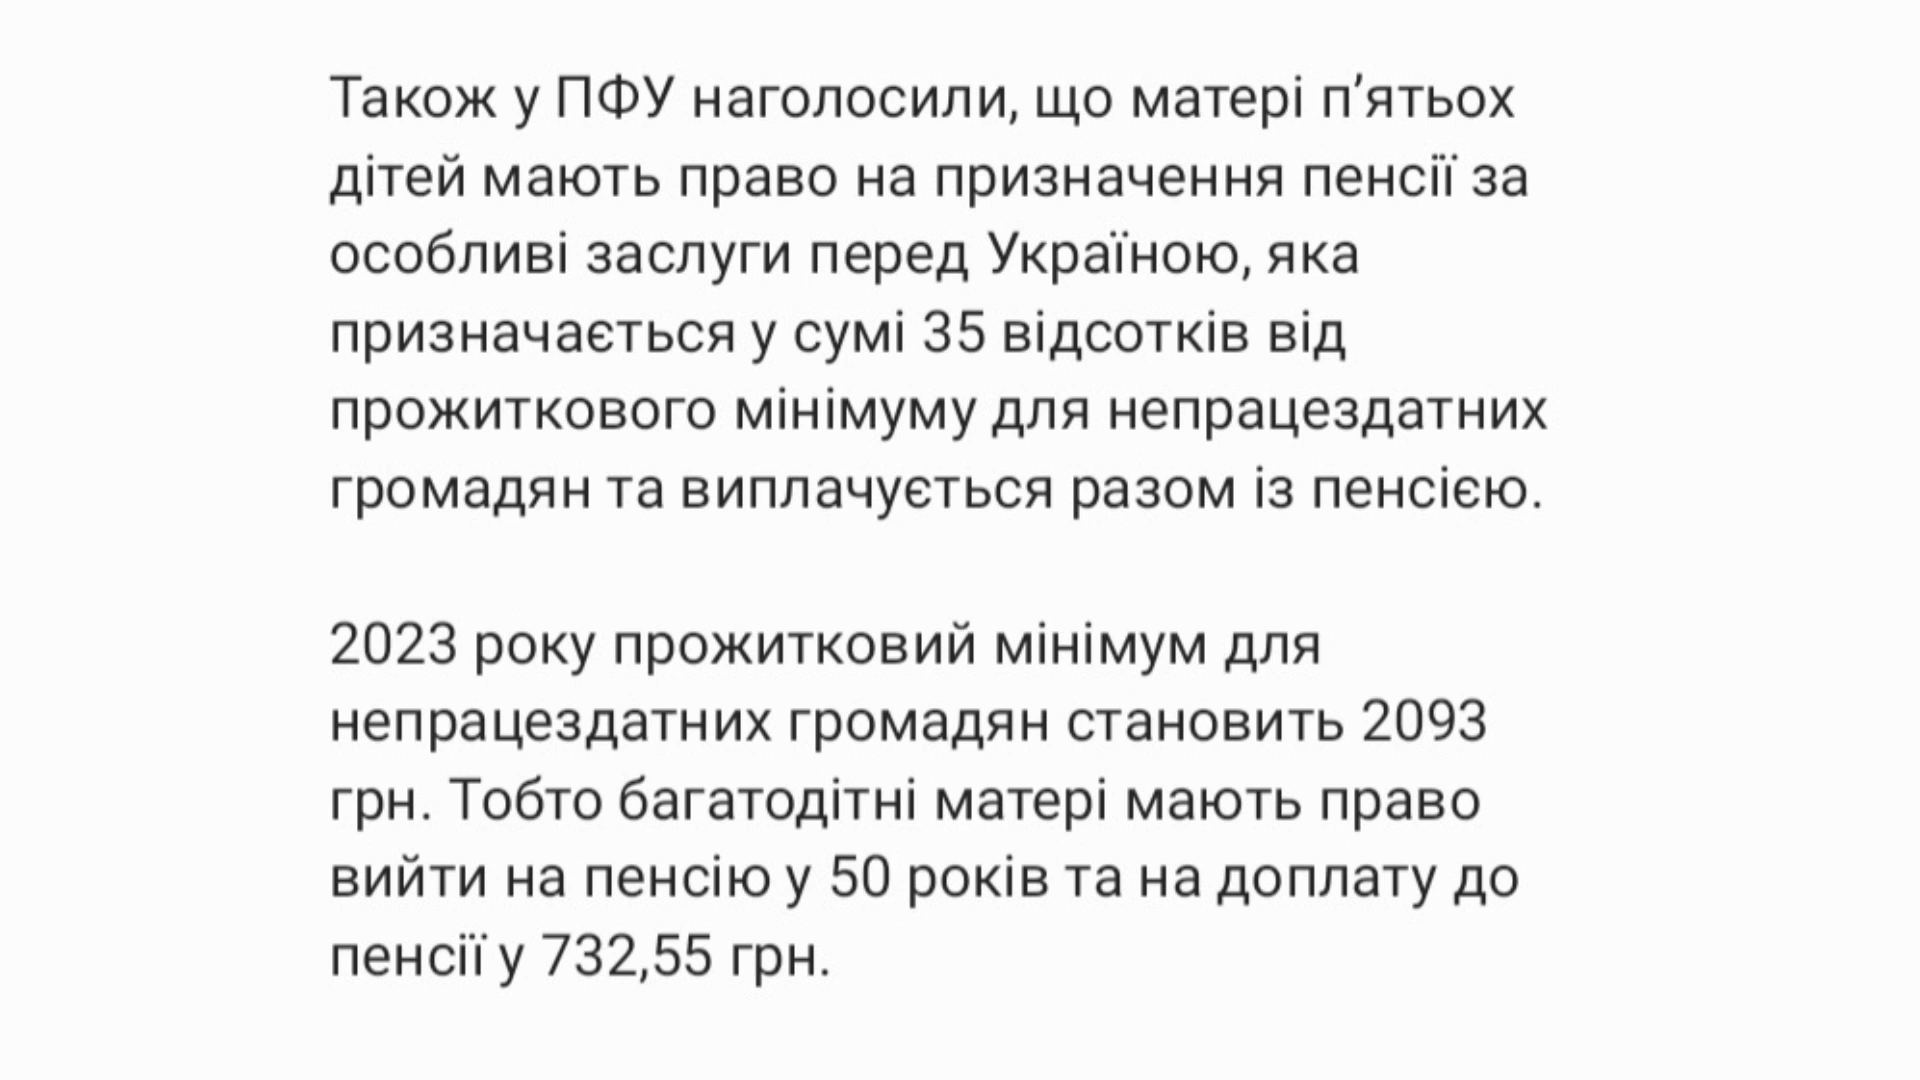 Також у ПФУ наголосили, що матері п’ятьох
дітей мають право на призначення пенсії за
особливі заслуги перед Україною, яка
призначається у сумі 35 відсотків від
прожиткового мінімуму для непрацездатних
громадян та виплачується разом із пенсією.
2023 року прожитковий мінімум для
непрацездатних громадян становить 2093
грн. Тобто багатодітні матері мають право
вийти на пенсію у 50 років та на доплату до
пенсії у 732,55 грн.